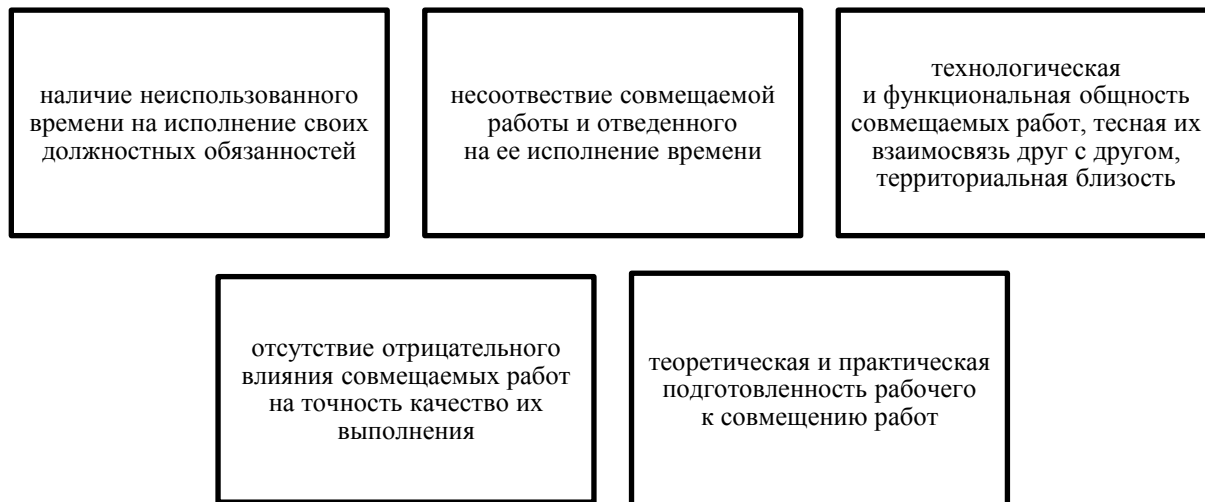 наличие неиспользованного
времени на исполнение своих
должностных обязанностей
несоотвествие совмещаемой
работы и отведенного
на ее исполнение времени
технологическая
и функциональная общность
совмещаемых работ, тесная их
взаимосвязь друг с другом,
территориальная близость
отсутствие отрицательного
влияния совмещаемых работ
на точность качество их
выполнения
теоретическая и практическая
подготовленность рабочего
к совмещению работ